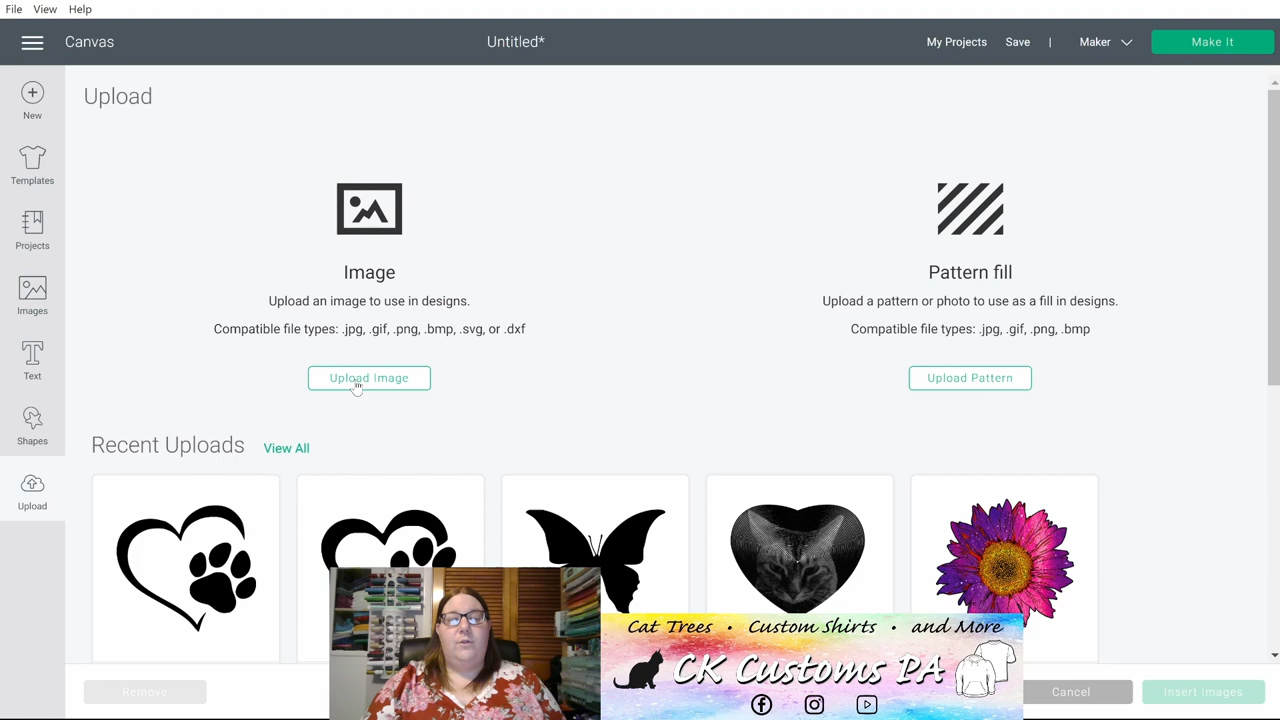 File View Help
Canvas
Untitled*
My Projects Save | Maker
Make It
New
Templates
Projects
Images
Text
Shapes
Upload
Upload
Image
Upload an image to use in designs.
Compatible file types: .jpg, .gif, .png, .bmp, .svg, or .dxf
Upload Image
Pattern fill
Upload a pattern or photo to use as a fill in designs.
Compatible file types: .jpg, .gif, .png, .bmp
Upload Pattern
Recent Uploads View All
Cat Trees • Custom Shirts • and More
CK Customs PA
Remove
Cancel
Insert Images